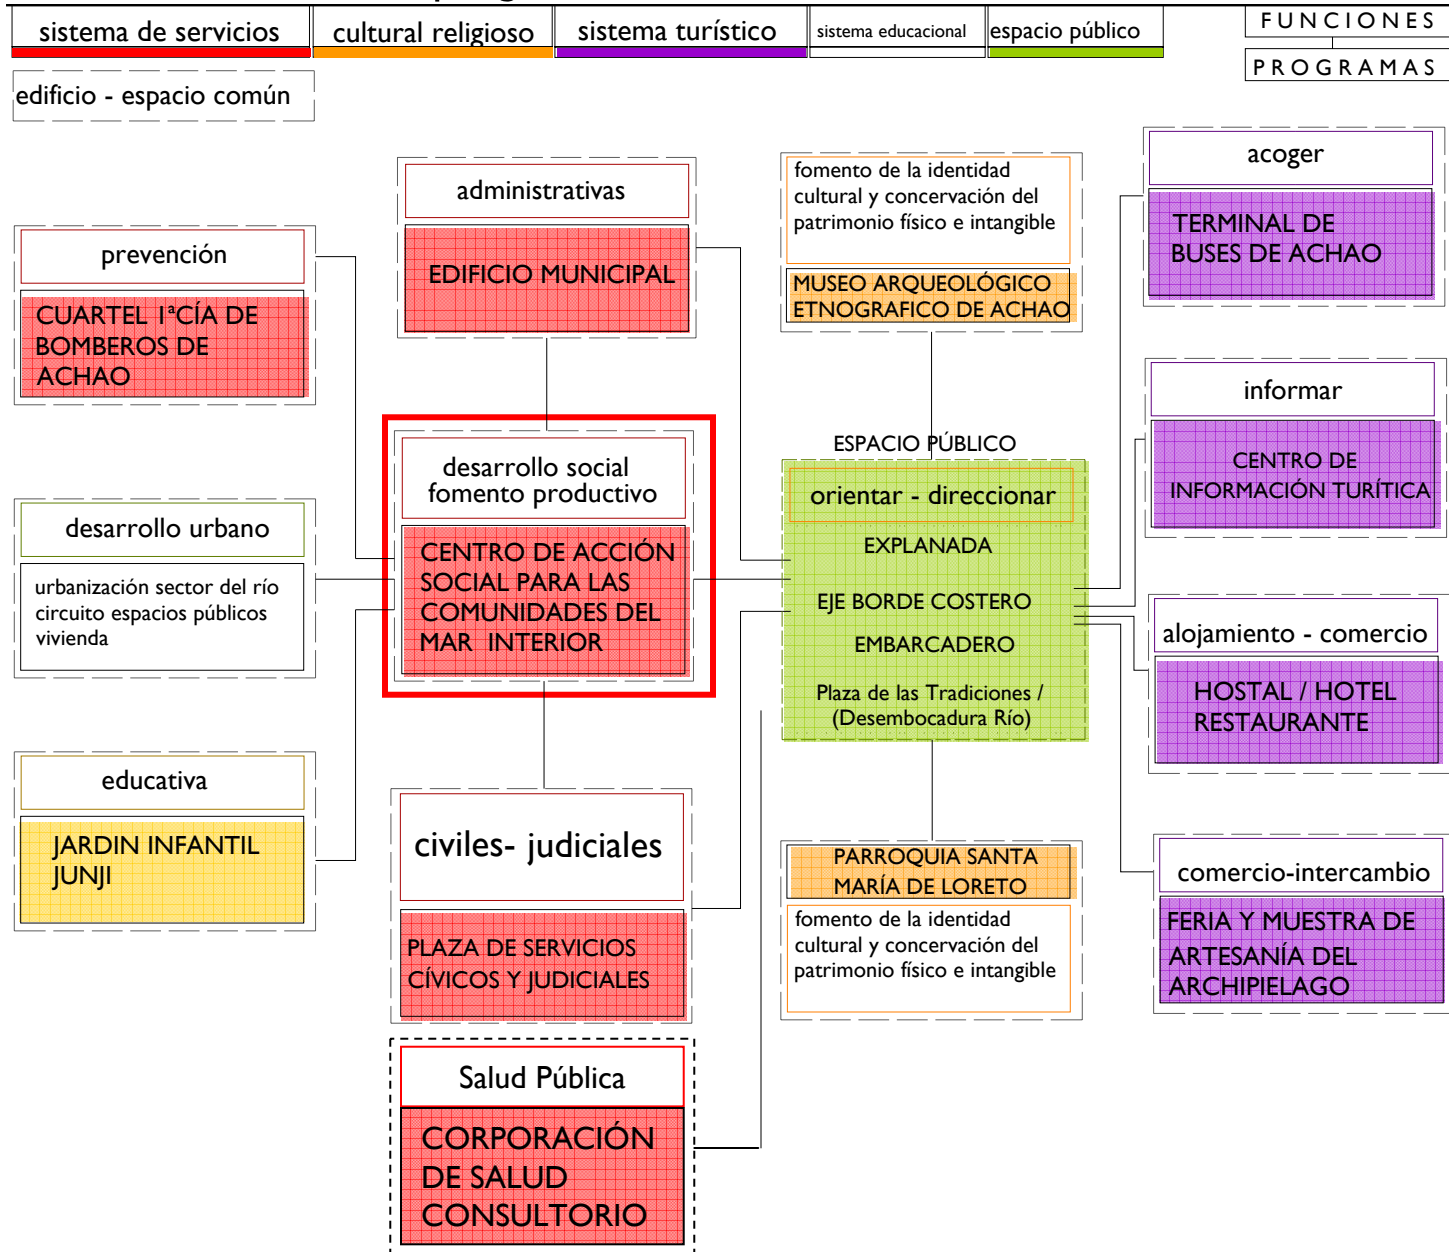 sistema de servicios
cultural religioso
sistema turístico
sistema educacional
espacio público
FUNCIONES
PROGRAMAS
edificio - espacio común
prevención
CUARTEL 1ªCÍA DE
BOMBEROS DE
ACHAO
desarrollo urbano
urbanización sector del río
circuito espacios públicos
vivienda
educativa
JARDIN INFANTIL
JUNJI
administrativas
EDIFICIO MUNICIPAL
desarrollo social
fomento productivo
CENTRO DE ACCIÓN
SOCIAL PARA LAS
COMUNIDADES DEL
MAR INTERIOR
civiles- judiciales
PLAZA DE SERVICIOS
CÍVICOS Y JUDICIALES
Salud Pública
CORPORACIÓN
DE SALUD
CONSULTORIO
fomento de la identidad
cultural y concervación del
patrimonio físico e intangible
MUSEO ARQUEOLÓGICO
ETNOGRAFICO DE ACHAO
ESPACIO PÚBLICO
orientar - direccionar
EXPLANADA
EJE BORDE COSTERO
EMBARCADERO
Plaza de las Tradiciones /
(Desembocadura Río)
PARROQUIA SANTA
MARÍA DE LORETO
fomento de la identidad
cultural y concervación del
patrimonio físico e intangible
acoger
TERMINAL DE
BUSES DE ACHAO
informar
CENTRO DE
INFORMACIÓN TURÍTICA
alojamiento - comercio
HOSTAL / HOTEL
RESTAURANTE
comercio-intercambio
FERIA Y MUESTRA DE
ARTESANÍA DEL
ARCHIPIELAGO